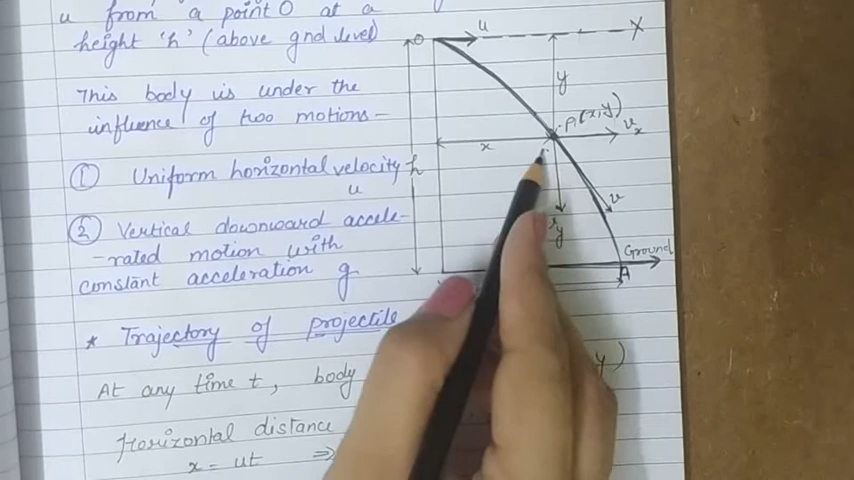 u from a point O at a
height 'h' (above gnd level)
This body is under the
influence of two motions-
① Uniform horizontal velocity
u
② Vertical downward accele-
-rated motion with
constant acceleration g
* Trajectory of projectile
At any time t, body
y)
Horizontal distance
x = ut ⇒
O
u
X
y
P(x,y)
vx
x
h
v
vy
Ground
A